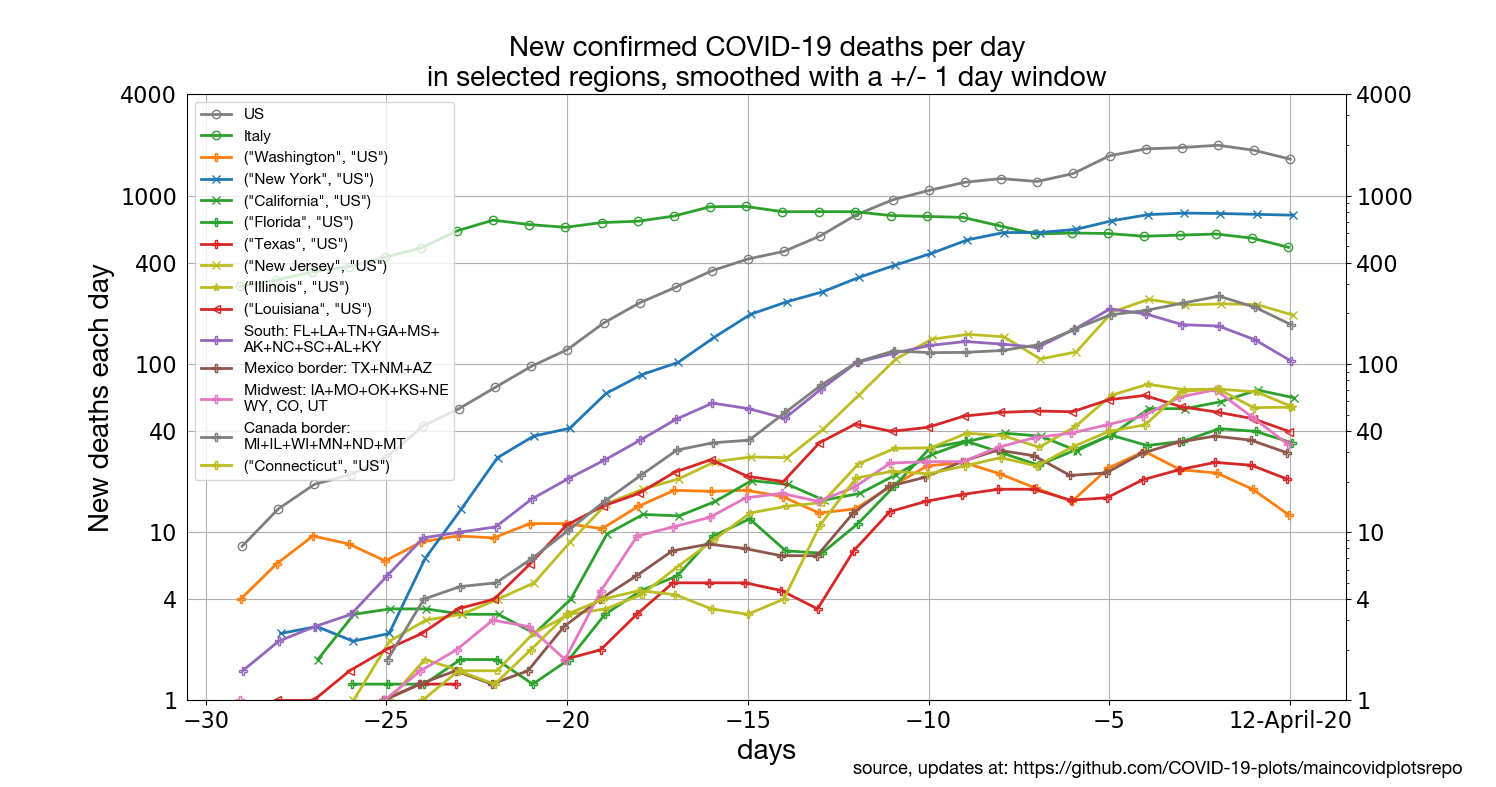 New confirmed COVID-19 deaths per day
in selected regions, smoothed with a +/- 1 day window
4000
1000
400
100
40
10
4
1
New deaths each day
US
Italy
("Washington", "US")
("New York", "US")
("California", "US")
("Florida", "US")
("Texas", "US")
("New Jersey", "US")
("Illinois", "US")
("Louisiana", "US")
South: FL+LA+TN+GA+MS+
AK+NC+SC+AL+KY
Mexico border: TX+NM+AZ
Midwest: IA+MO+OK+KS+NE
WY, CO, UT
Canada border:
MI+IL+WI+MN+ND+MT
("Connecticut", "US")
4000
1000
400
100
40
10
4
1
−30 −25 −20 −15 −10 −5 12-April-20
days
source, updates at: https://github.com/COVID-19-plots/maincovidplotsrepo